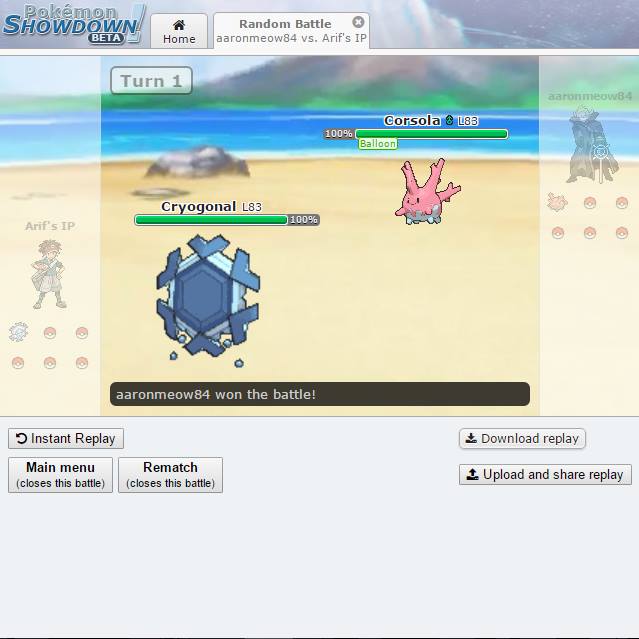 Pokémon
SHOWDOWN!
BETA
Home
Random Battle
aaronmeow84 vs. Arif's IP
Turn 1
aaronmeow84
Corsola L83
100%
Balloon
Cryogonal L83
100%
Arif's IP
aaronmeow84 won the battle!
Instant Replay
Download replay
Main menu
(closes this battle)
Rematch
(closes this battle)
Upload and share replay